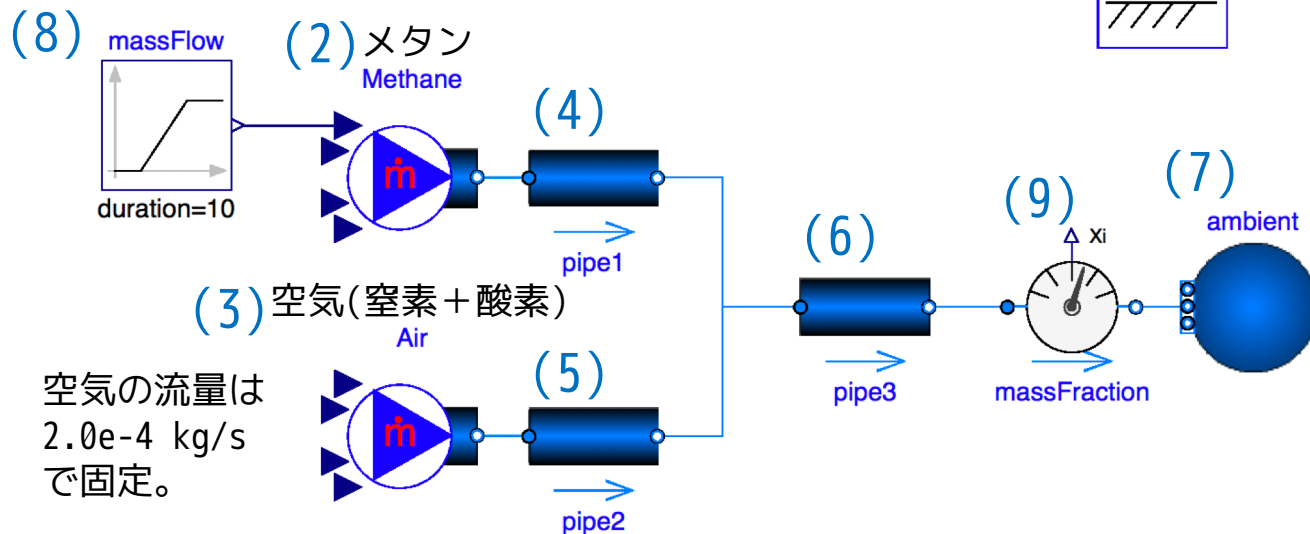 (8)
massFlow
duration=10
(2)メタン
Methane
ṁ
(4)
pipe1
(3)空気(窒素＋酸素)
Air
空気の流量は
2.0e-4 kg/s
で固定。
ṁ
(5)
pipe2
(6)
pipe3
(9)
Xi
massFraction
(7)
ambient